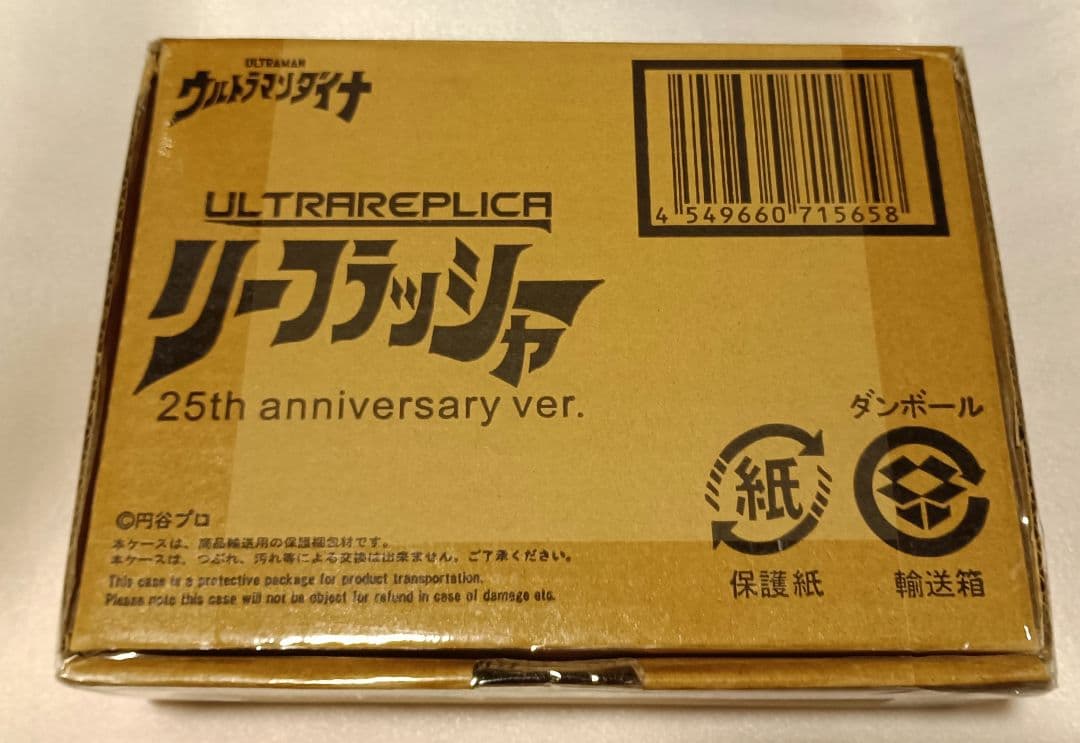 ULTRAMAN
ウルトラマンダイナ
4 549660 715658
ULTRAREPLICA
リーフラッシャー
25th anniversary ver.
ダンボール
紙
保護紙
輸送箱
©円谷プロ
本ケースは、商品輸送用の保護梱包材です。
本ケースは、つぶれ、汚れ等による交換は出来ません。ご了承ください。
This case is a protective package for product transportation.
Please note this case will not be object for refund in case of damage etc.